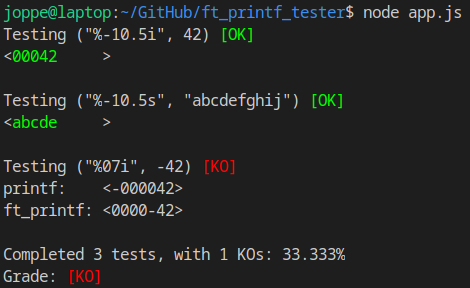 joppe@laptop:~/GitHub/ft_printf_tester$ node app.js
Testing ("%-10.5i", 42) [OK]
<00042     >
Testing ("%-10.5s", "abcdefghij") [OK]
<abcde     >
Testing ("%07i", -42) [KO]
printf:    <-000042>
ft_printf: <0000-42>
Completed 3 tests, with 1 KOs: 33.333%
Grade: [KO]